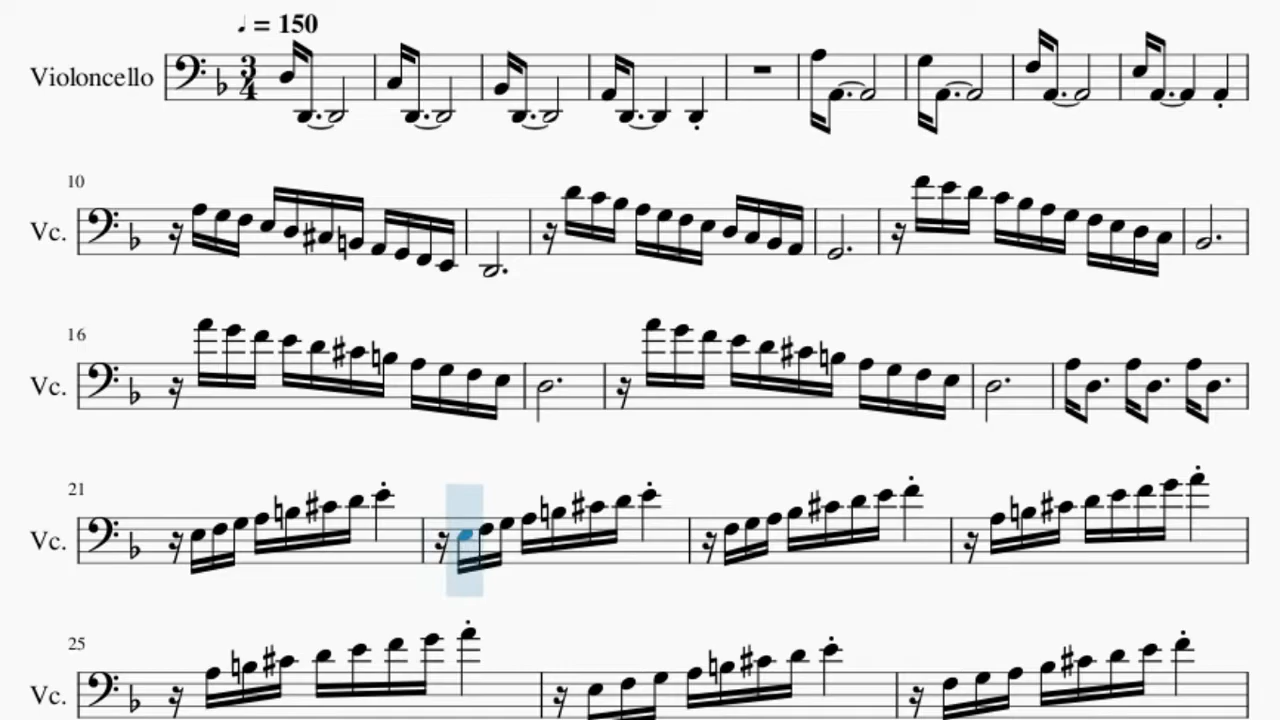 ♩ = 150
Violoncello
3
4
10
Vc.
16
Vc.
21
Vc.
25
Vc.